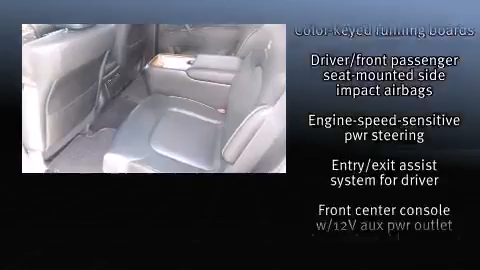 Color-keyed running boards
Driver/front passenger
seat-mounted side
impact airbags
Engine-speed-sensitive
pwr steering
Entry/exit assist
system for driver
Front center console
w/12V aux pwr outlet